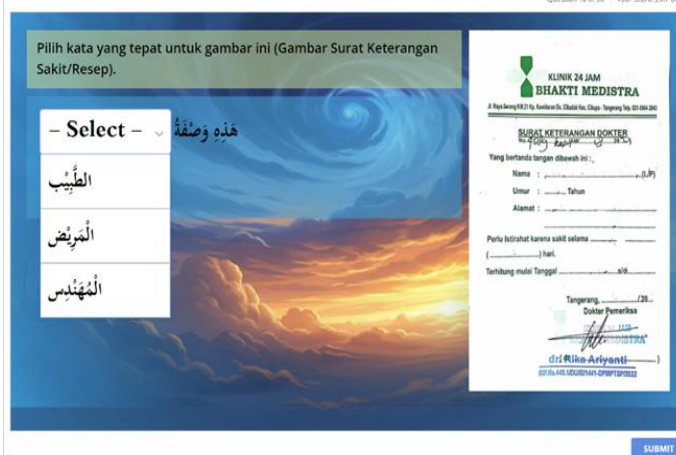 Pilih kata yang tepat untuk gambar ini (Gambar Surat Keterangan
Sakit/Resep).
هَذِهِ وَصْفَةُ
– Select –
الطَّبِيْب
الْمَرِيْض
الْمُهَنْدِس
KLINIK 24 JAM
BHAKTI MEDISTRA
SURAT KETERANGAN DOKTER
No.
Yang bertanda tangan dibawah ini :
Nama : (L/P)
Umur : Tahun
Alamat :
Perlu Istirahat karena sakit selama
( ) hari.
Terhitung mulai Tanggal s/d
Tangerang, /20
Dokter Pemeriksa
dr. Rika Ariyanti
SUBMIT